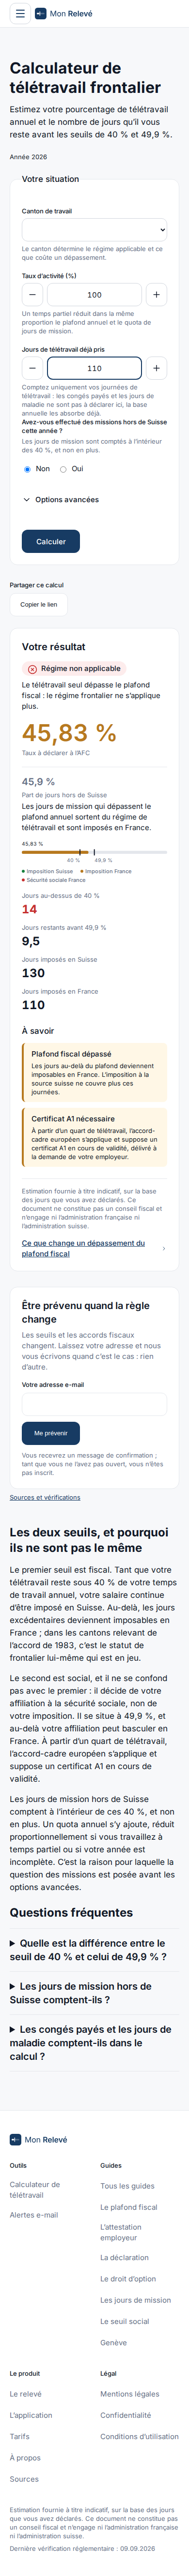 Mon Relevé
Calculateur de
télétravail frontalier
Estimez votre pourcentage de télétravail
annuel et le nombre de jours qu'il vous
reste avant les seuils de 40 % et 49,9 %.
Année 2026
Votre situation
Canton de travail
Le canton détermine le régime applicable et ce
que coûte un dépassement.
Taux d'activité (%)
100
Un temps partiel réduit dans la même
proportion le plafond annuel et le quota de
jours de mission.
Jours de télétravail déjà pris
110
Comptez uniquement vos journées de
télétravail : les congés payés et les jours de
maladie ne sont pas à déclarer ici, la base
annuelle les absorbe déjà.
Avez-vous effectué des missions hors de Suisse
cette année ?
Les jours de mission sont comptés à l'intérieur
des 40 %, et non en plus.
Non
Oui
Options avancées
Calculer
Partager ce calcul
Copier le lien
Votre résultat
Régime non applicable
Le télétravail seul dépasse le plafond
fiscal : le régime frontalier ne s'applique
plus.
45,83 %
Taux à déclarer à l'AFC
45,9 %
Part de jours hors de Suisse
Les jours de mission qui dépassent le
plafond annuel sortent du régime de
télétravail et sont imposés en France.
45,83 %
40 %
49,9 %
Imposition Suisse
Imposition France
Sécurité sociale France
Jours au-dessus de 40 %
14
Jours restants avant 49,9 %
9,5
Jours imposés en Suisse
130
Jours imposés en France
110
À savoir
Plafond fiscal dépassé
Les jours au-delà du plafond deviennent
imposables en France. L'imposition à la
source suisse ne couvre plus ces
journées.
Certificat A1 nécessaire
À partir d'un quart de télétravail, l'accord-
cadre européen s'applique et suppose un
certificat A1 en cours de validité, délivré à
la demande de votre employeur.
Estimation fournie à titre indicatif, sur la base
des jours que vous avez déclarés. Ce
document ne constitue pas un conseil fiscal et
n'engage ni l'administration française ni
l'administration suisse.
Ce que change un dépassement du
plafond fiscal
Être prévenu quand la règle
change
Les seuils et les accords fiscaux
changent. Laissez votre adresse et nous
vous écrivons quand c'est le cas : rien
d'autre.
Votre adresse e-mail
Me prévenir
Vous recevrez un message de confirmation ;
tant que vous ne l'avez pas ouvert, vous n'êtes
pas inscrit.
Sources et vérifications
Les deux seuils, et pourquoi
ils ne sont pas le même
Le premier seuil est fiscal. Tant que votre
télétravail reste sous 40 % de votre temps
de travail annuel, votre salaire continue
d'être imposé en Suisse. Au-delà, les jours
excédentaires deviennent imposables en
France ; dans les cantons relevant de
l'accord de 1983, c'est le statut de
frontalier lui-même qui est en jeu.
Le second est social, et il ne se confond
pas avec le premier : il décide de votre
affiliation à la sécurité sociale, non de
votre imposition. Il se situe à 49,9 %, et
au-delà votre affiliation peut basculer en
France. À partir d'un quart de télétravail,
l'accord-cadre européen s'applique et
suppose un certificat A1 en cours de
validité.
Les jours de mission hors de Suisse
comptent à l'intérieur de ces 40 %, et non
en plus. Un quota annuel s'y ajoute, réduit
proportionnellement si vous travaillez à
temps partiel ou si votre année est
incomplète. C'est la raison pour laquelle la
question des missions est posée avant les
options avancées.
Questions fréquentes
Quelle est la différence entre le
seuil de 40 % et celui de 49,9 % ?
Les jours de mission hors de
Suisse comptent-ils ?
Les congés payés et les jours de
maladie comptent-ils dans le
calcul ?
Mon Relevé
Outils
Calculateur de
télétravail
Alertes e-mail
Guides
Tous les guides
Le plafond fiscal
L'attestation
employeur
La déclaration
Le droit d'option
Les jours de mission
Le seuil social
Genève
Le produit
Le relevé
L'application
Tarifs
À propos
Sources
Légal
Mentions légales
Confidentialité
Conditions d'utilisation
Estimation fournie à titre indicatif, sur la base des jours
que vous avez déclarés. Ce document ne constitue pas
un conseil fiscal et n'engage ni l'administration française
ni l'administration suisse.
Dernière vérification réglementaire : 09.09.2026